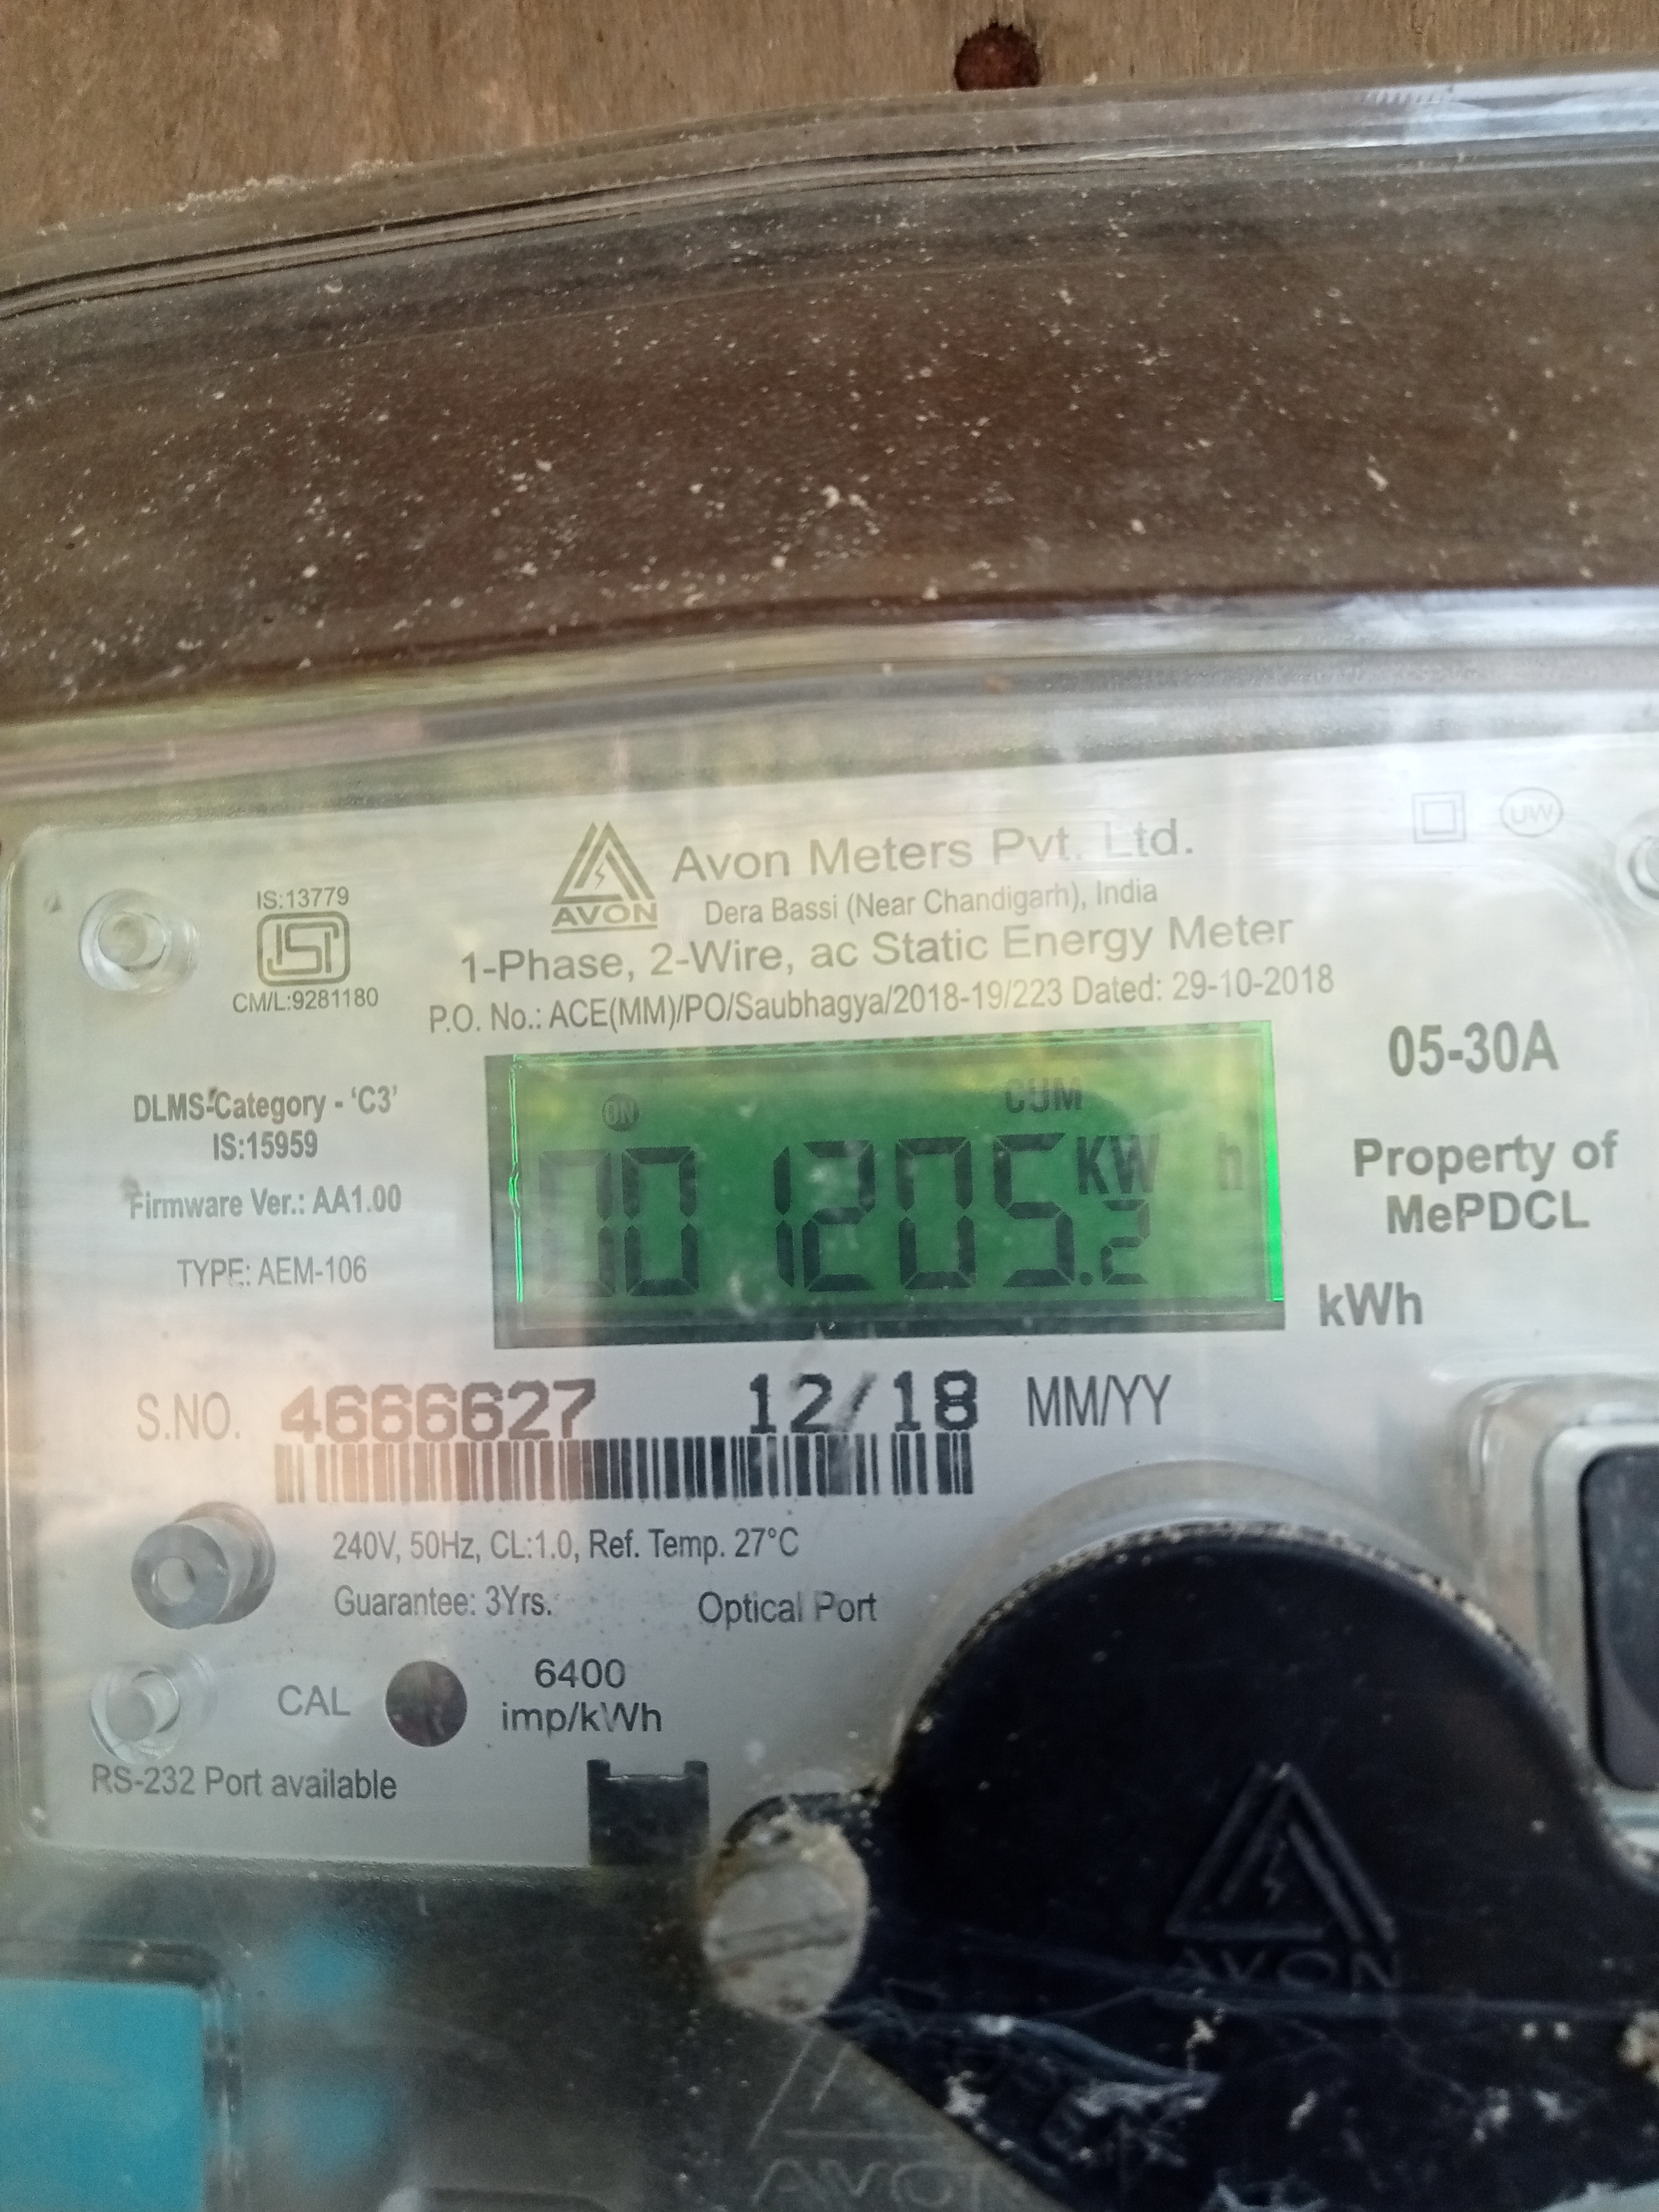 UW
Avon Meters Pvt. Ltd.
AVON
Dera Bassi (Near Chandigarh), India
IS:13779
ISI
CM/L:9281180
1-Phase, 2-Wire, ac Static Energy Meter
P.O. No.: ACE(MM)/PO/Saubhagya/2018-19/223 Dated: 29-10-2018
05-30A
DLMS-Category - 'C3'
IS:15959
Firmware Ver.: AA1.00
TYPE: AEM-106
ON CUM
001205.2 KW h
Property of
MePDCL
kWh
S.NO. 4666627 12/18 MM/YY
240V, 50Hz, CL:1.0, Ref. Temp. 27°C
Guarantee: 3Yrs. Optical Port
CAL 6400
imp/kWh
RS-232 Port available
AVON
AVON